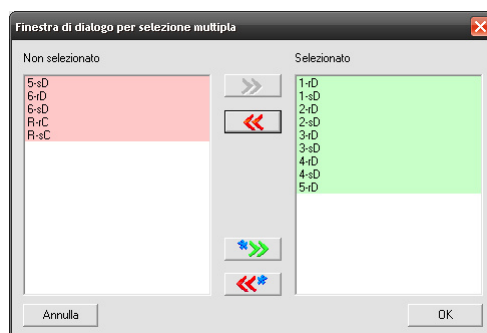 Finestra di dialogo per selezione multipla
Non selezionato
5-sD
6-rD
6-sD
R-rC
R-sC
Selezionato
1-rD
1-sD
2-rD
2-sD
3-rD
3-sD
4-rD
4-sD
5-rD
Annulla
OK